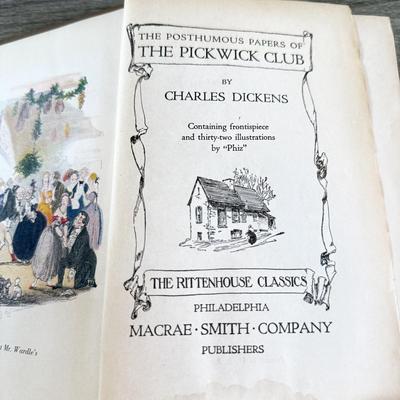 THE POSTHUMOUS PAPERS OF
THE PICKWICK CLUB
BY
CHARLES DICKENS
Containing frontispiece
and thirty-two illustrations
by "Phiz"
THE RITTENHOUSE CLASSICS
PHILADELPHIA
MACRAE • SMITH • COMPANY
PUBLISHERS
Mr. Wardle's